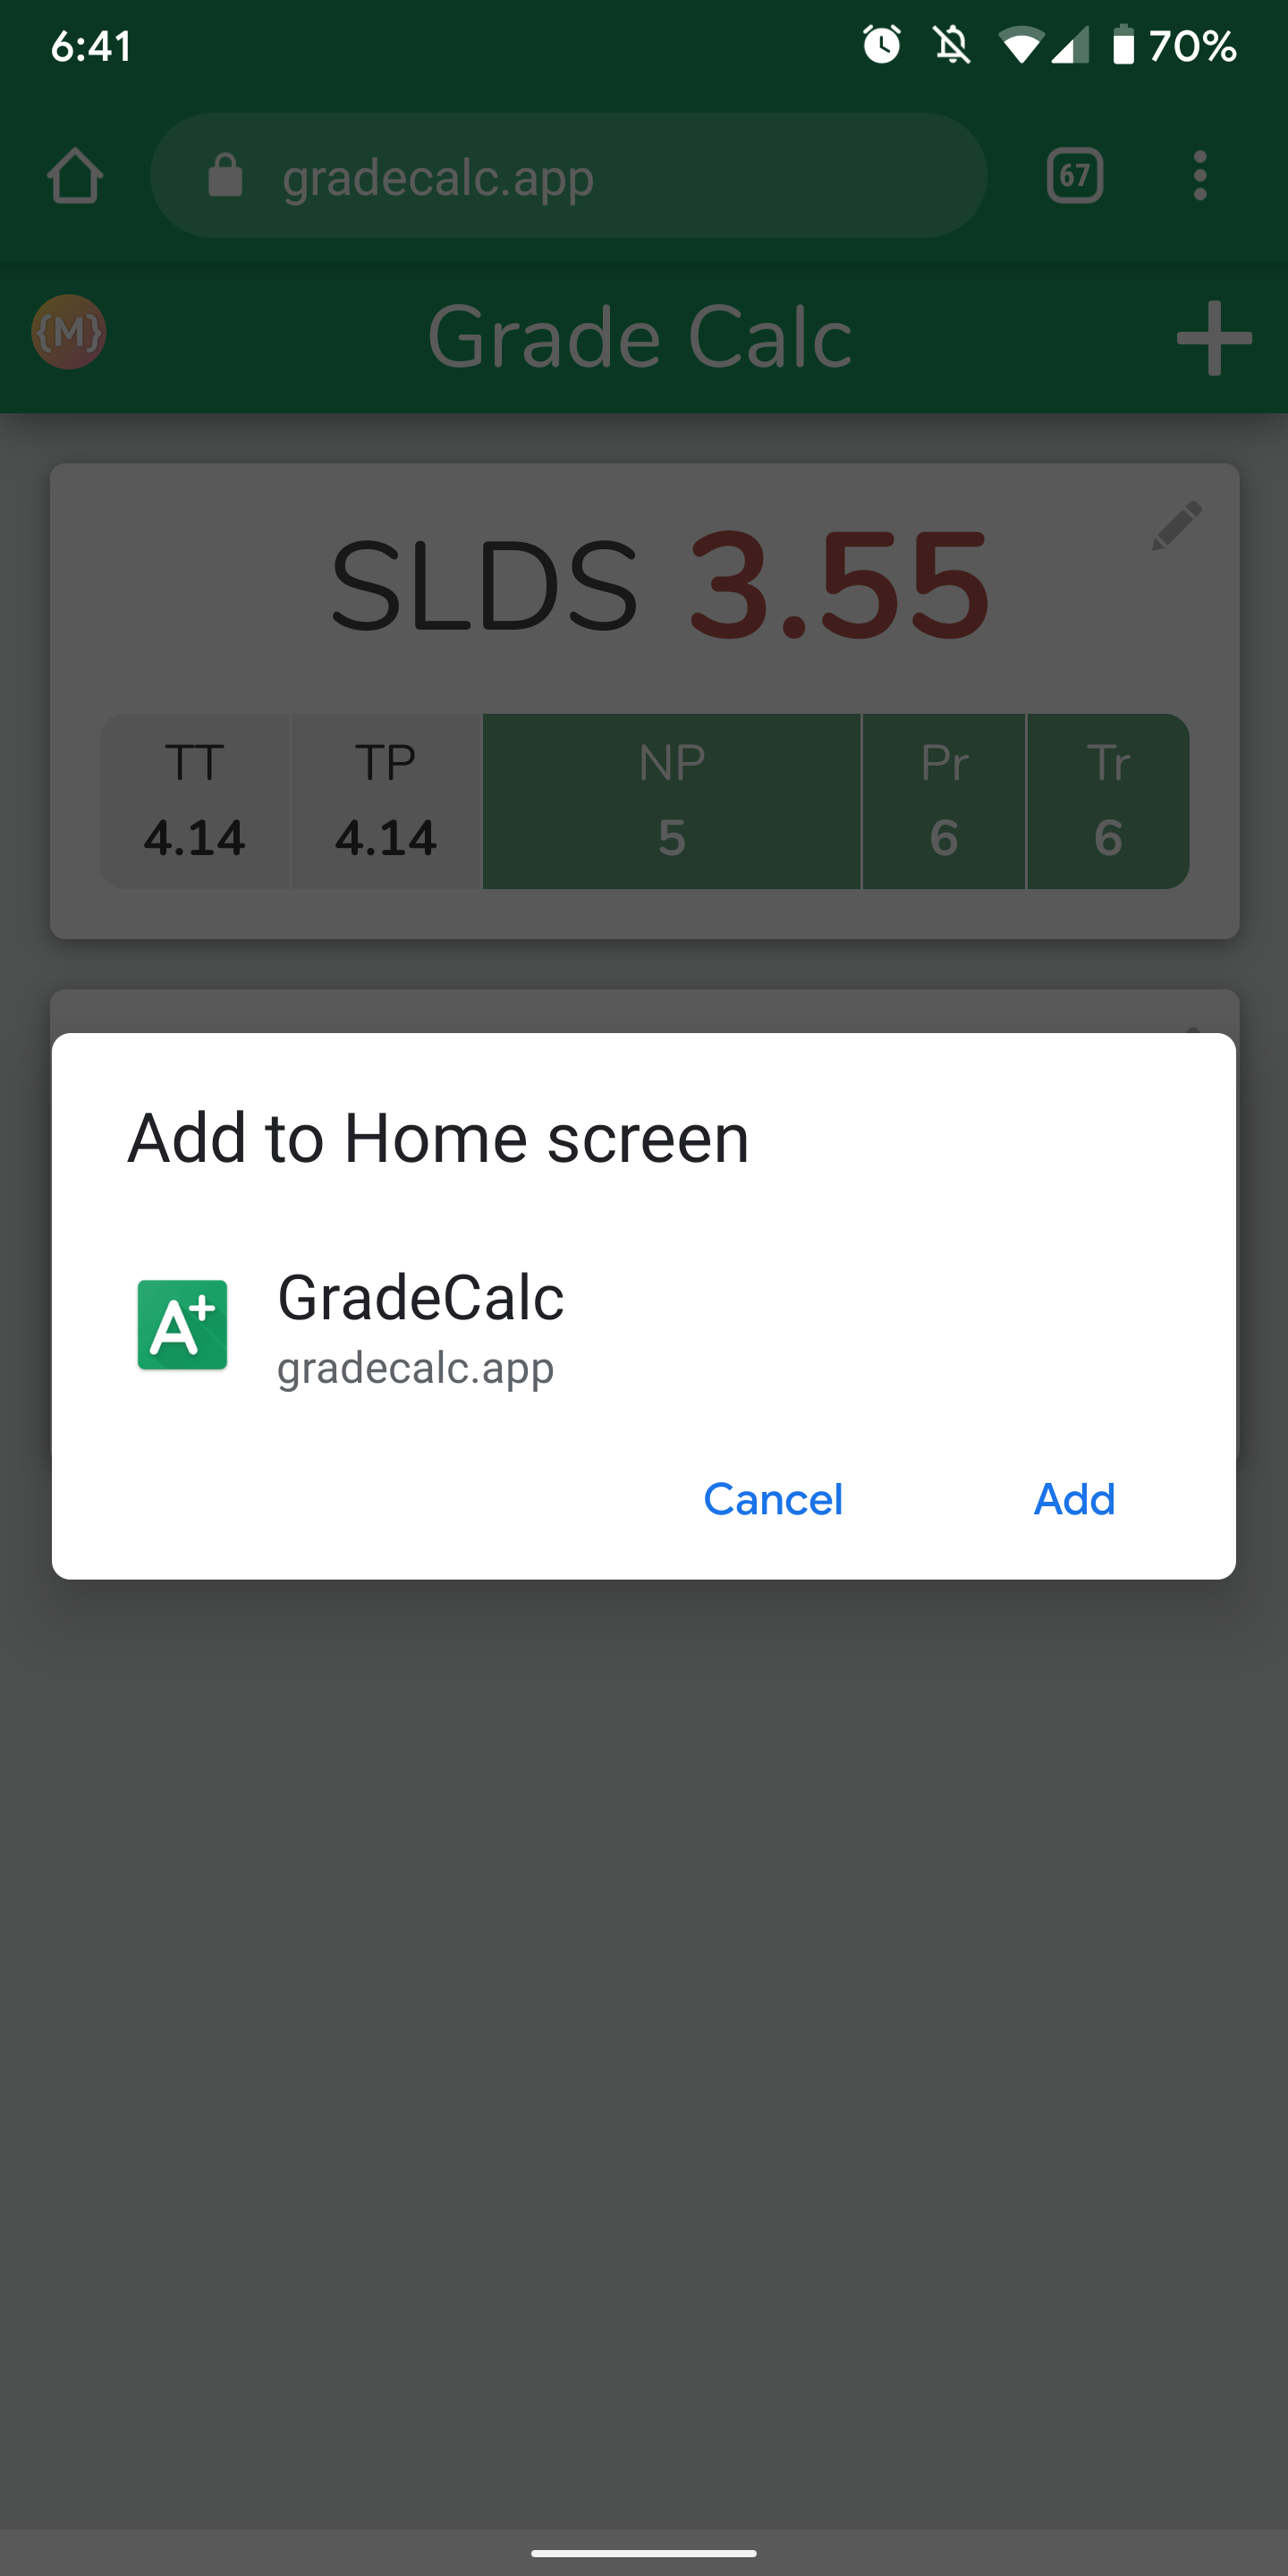 6:41 70%
gradecalc.app 67
{M} Grade Calc
SLDS 3.55
TT TP NP Pr Tr
4.14 4.14 5 6 6
Add to Home screen
A+ GradeCalc
gradecalc.app
Cancel Add